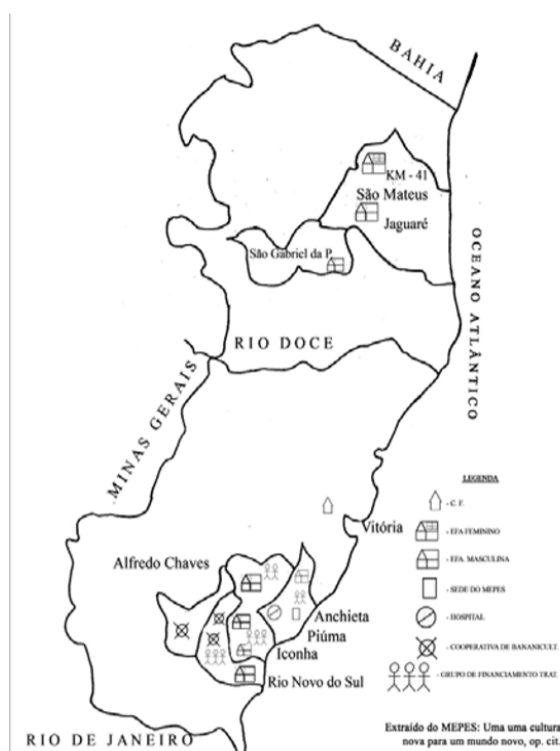 BAHIA
KM - 41
São Mateus
Jaguaré
São Gabriel da P.
OCEANO ATLÂNTICO
RIO DOCE
MINAS GERAIS
LEGENDA
- C. F.
Vitória
- EFA FEMININO
Alfredo Chaves
- EFA MASCULINA
- SEDE DO MEPES
Anchieta
- HOSPITAL
Piúma
Iconha
- COOPERATIVA DE BANANICULT.
Rio Novo do Sul
- GRUPO DE FINANCIAMENTO TRAT.
RIO DE JANEIRO
Extraído do MEPES: Uma uma cultura
nova para um mundo novo, op. cit.